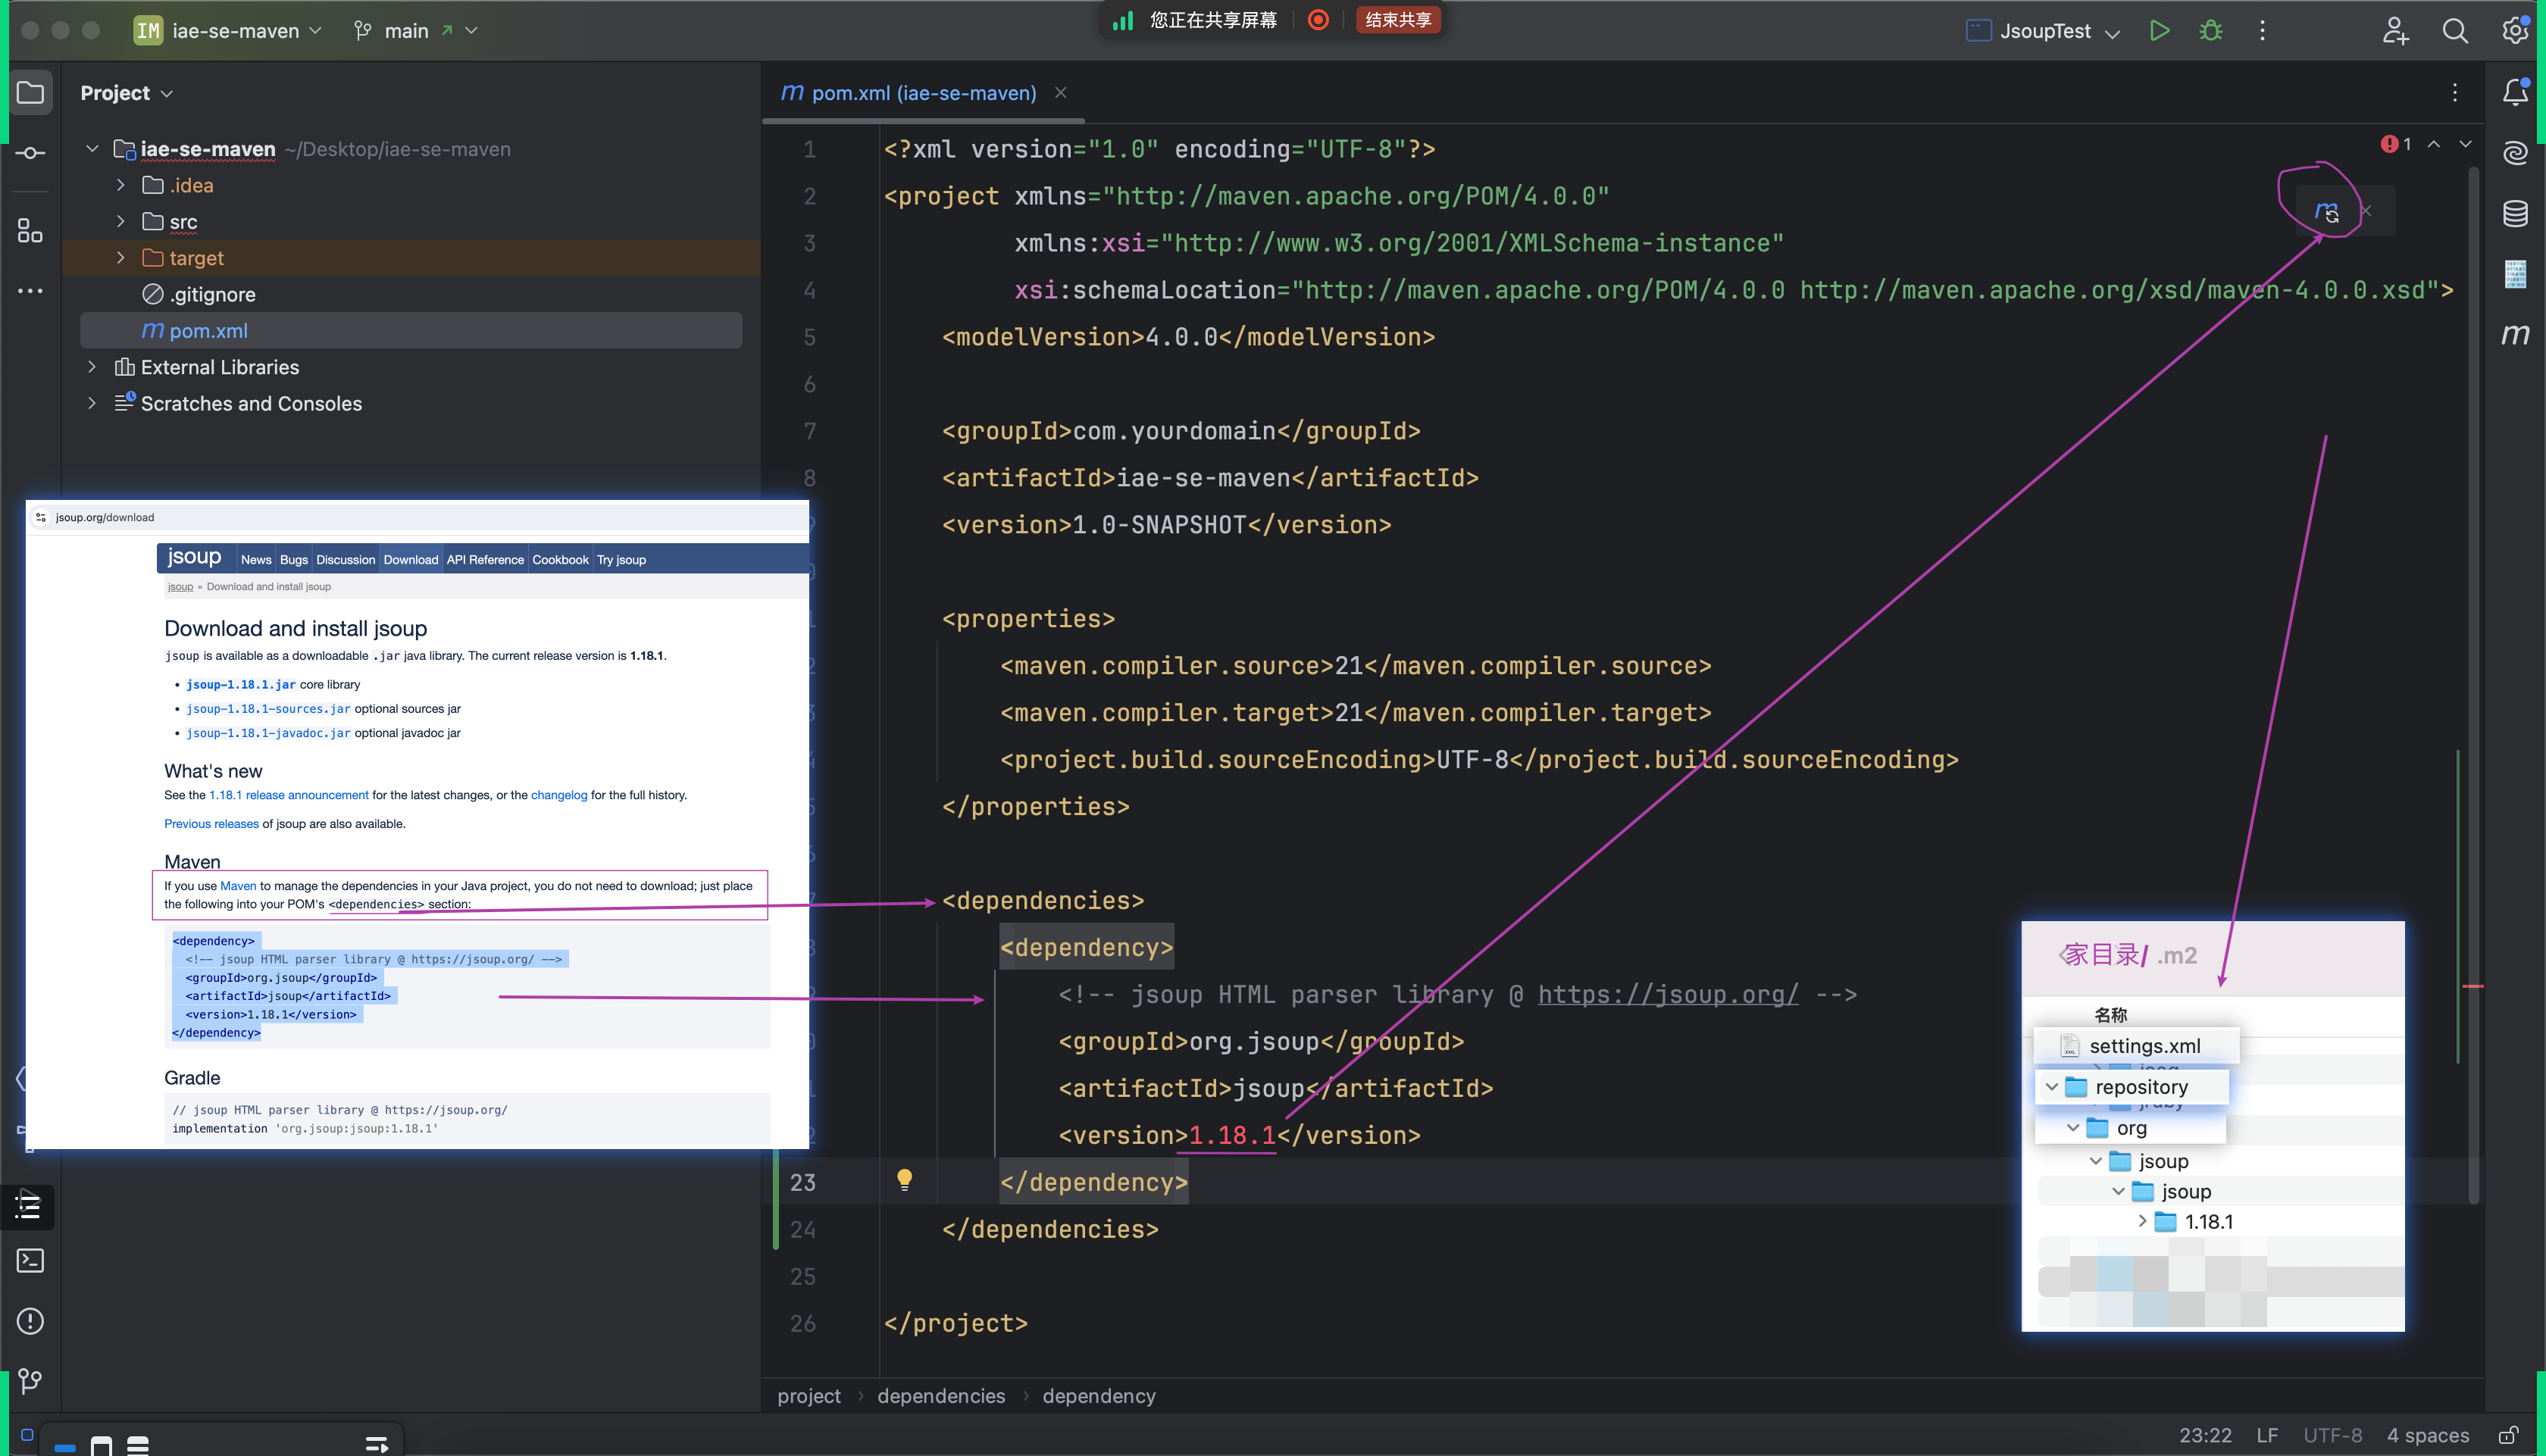 IM iae-se-maven
main
您正在共享屏幕
结束共享
JsoupTest
Project
iae-se-maven ~/Desktop/iae-se-maven
.idea
src
target
.gitignore
m pom.xml
External Libraries
Scratches and Consoles
m pom.xml (iae-se-maven)
1
1 <?xml version="1.0" encoding="UTF-8"?>
2 <project xmlns="http://maven.apache.org/POM/4.0.0"
3 xmlns:xsi="http://www.w3.org/2001/XMLSchema-instance"
4 xsi:schemaLocation="http://maven.apache.org/POM/4.0.0 http://maven.apache.org/xsd/maven-4.0.0.xsd">
5 <modelVersion>4.0.0</modelVersion>
6
7 <groupId>com.yourdomain</groupId>
8 <artifactId>iae-se-maven</artifactId>
<version>1.0-SNAPSHOT</version>
<properties>
<maven.compiler.source>21</maven.compiler.source>
<maven.compiler.target>21</maven.compiler.target>
<project.build.sourceEncoding>UTF-8</project.build.sourceEncoding>
</properties>
<dependencies>
<dependency>
<!-- jsoup HTML parser library @ https://jsoup.org/ -->
<groupId>org.jsoup</groupId>
<artifactId>jsoup</artifactId>
<version>1.18.1</version>
23 </dependency>
24 </dependencies>
25
26 </project>
jsoup.org/download
jsoup News Bugs Discussion Download API Reference Cookbook Try jsoup
jsoup » Download and install jsoup
Download and install jsoup
jsoup is available as a downloadable .jar java library. The current release version is 1.18.1.
• jsoup-1.18.1.jar core library
• jsoup-1.18.1-sources.jar optional sources jar
• jsoup-1.18.1-javadoc.jar optional javadoc jar
What's new
See the 1.18.1 release announcement for the latest changes, or the changelog for the full history.
Previous releases of jsoup are also available.
Maven
If you use Maven to manage the dependencies in your Java project, you do not need to download; just place
the following into your POM's <dependencies> section:
<dependency>
<!-- jsoup HTML parser library @ https://jsoup.org/ -->
<groupId>org.jsoup</groupId>
<artifactId>jsoup</artifactId>
<version>1.18.1</version>
</dependency>
Gradle
// jsoup HTML parser library @ https://jsoup.org/
implementation 'org.jsoup:jsoup:1.18.1'
家目录/ .m2
名称
settings.xml
repository
org
jsoup
jsoup
1.18.1
project › dependencies › dependency
23:22 LF UTF-8 4 spaces